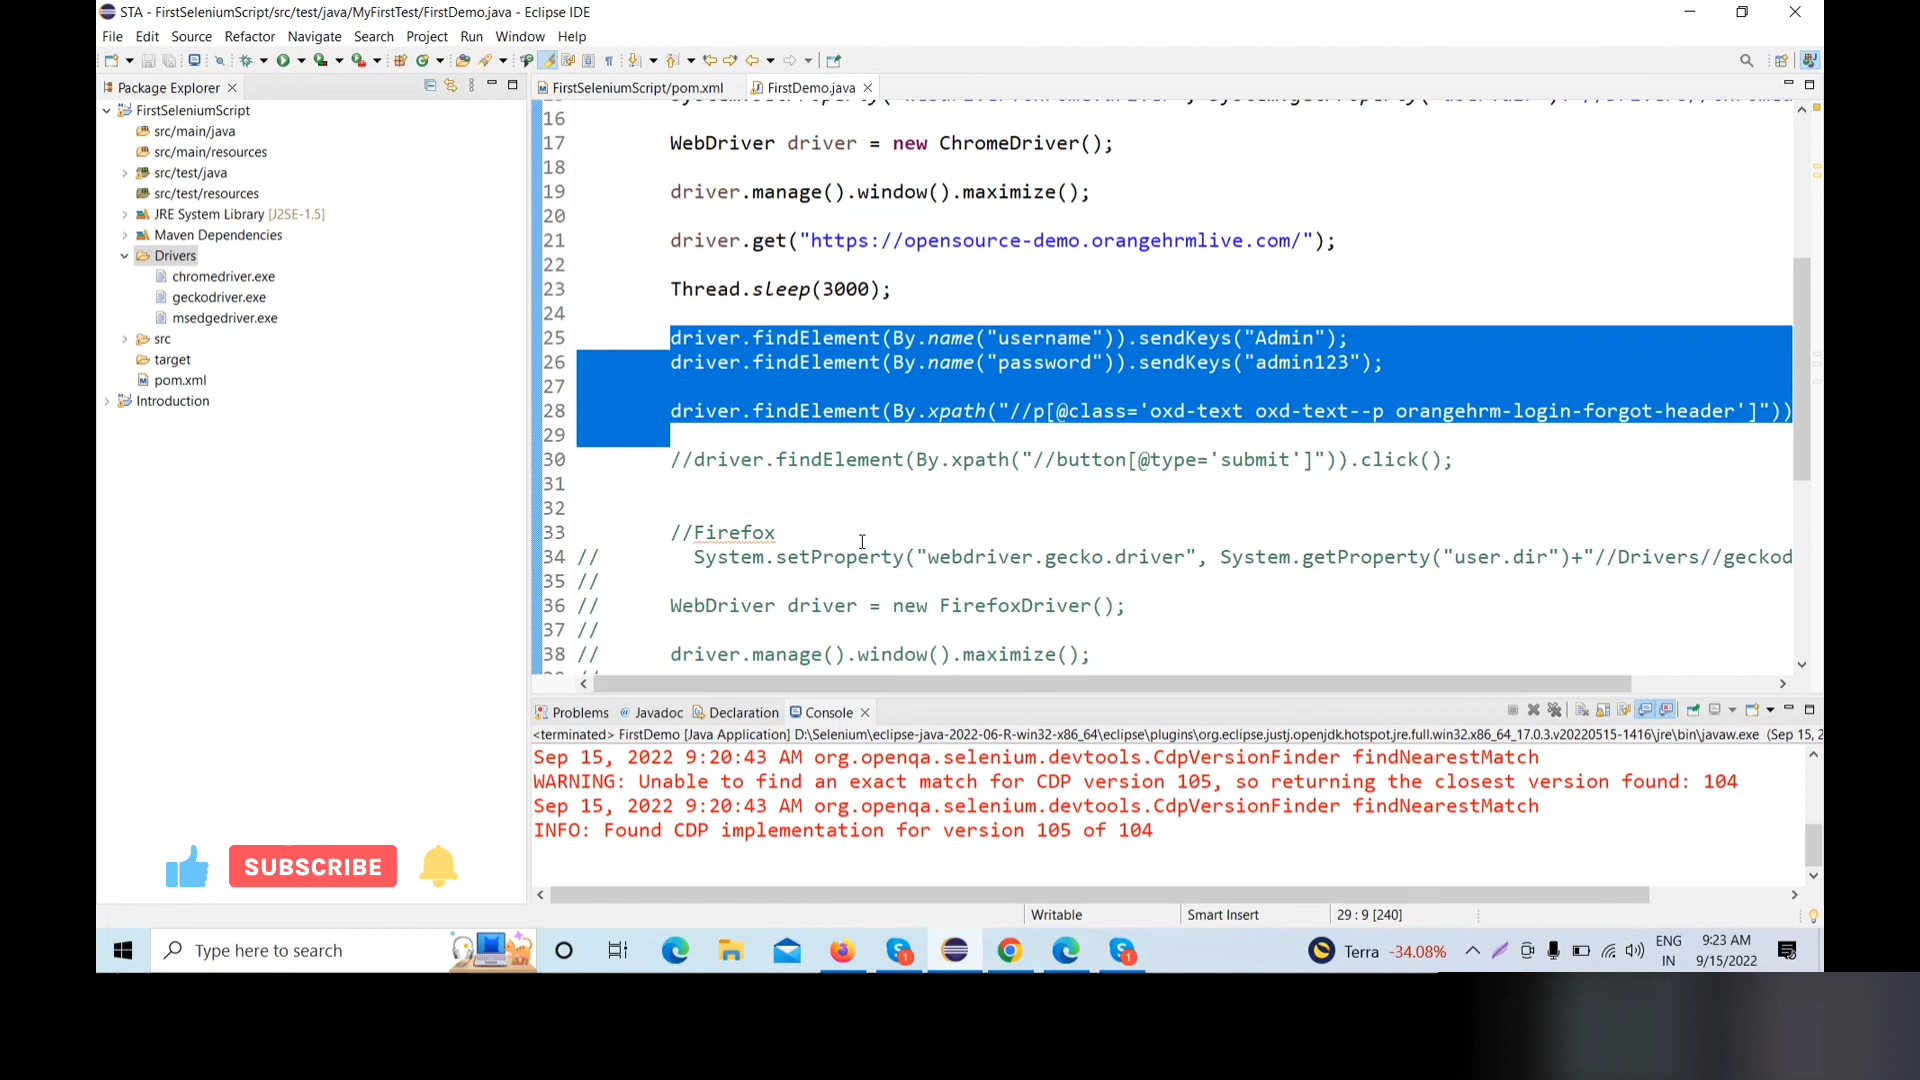 STA - FirstSeleniumScript/src/test/java/MyFirstTest/FirstDemo.java - Eclipse IDE
File Edit Source Refactor Navigate Search Project Run Window Help
Package Explorer
FirstSeleniumScript
src/main/java
src/main/resources
src/test/java
src/test/resources
JRE System Library [J2SE-1.5]
Maven Dependencies
Drivers
chromedriver.exe
geckodriver.exe
msedgedriver.exe
src
target
pom.xml
Introduction
FirstSeleniumScript/pom.xml FirstDemo.java
16
17 WebDriver driver = new ChromeDriver();
18
19 driver.manage().window().maximize();
20
21 driver.get("https://opensource-demo.orangehrmlive.com/");
22
23 Thread.sleep(3000);
24
25 driver.findElement(By.name("username")).sendKeys("Admin");
26 driver.findElement(By.name("password")).sendKeys("admin123");
27
28 driver.findElement(By.xpath("//p[@class='oxd-text oxd-text--p orangehrm-login-forgot-header']"))
29
30 //driver.findElement(By.xpath("//button[@type='submit']")).click();
31
32
33 //Firefox
34 // System.setProperty("webdriver.gecko.driver", System.getProperty("user.dir")+"//Drivers//geckod
35 //
36 // WebDriver driver = new FirefoxDriver();
37 //
38 // driver.manage().window().maximize();
Problems Javadoc Declaration Console
<terminated> FirstDemo [Java Application] D:\Selenium\eclipse-java-2022-06-R-win32-x86_64\eclipse\plugins\org.eclipse.justj.openjdk.hotspot.jre.full.win32.x86_64_17.0.3.v20220515-1416\jre\bin\javaw.exe (Sep 15, 2
Sep 15, 2022 9:20:43 AM org.openqa.selenium.devtools.CdpVersionFinder findNearestMatch
WARNING: Unable to find an exact match for CDP version 105, so returning the closest version found: 104
Sep 15, 2022 9:20:43 AM org.openqa.selenium.devtools.CdpVersionFinder findNearestMatch
INFO: Found CDP implementation for version 105 of 104
SUBSCRIBE
Writable Smart Insert 29 : 9 [240]
Type here to search
Terra -34.08%
ENG
IN
9:23 AM
9/15/2022